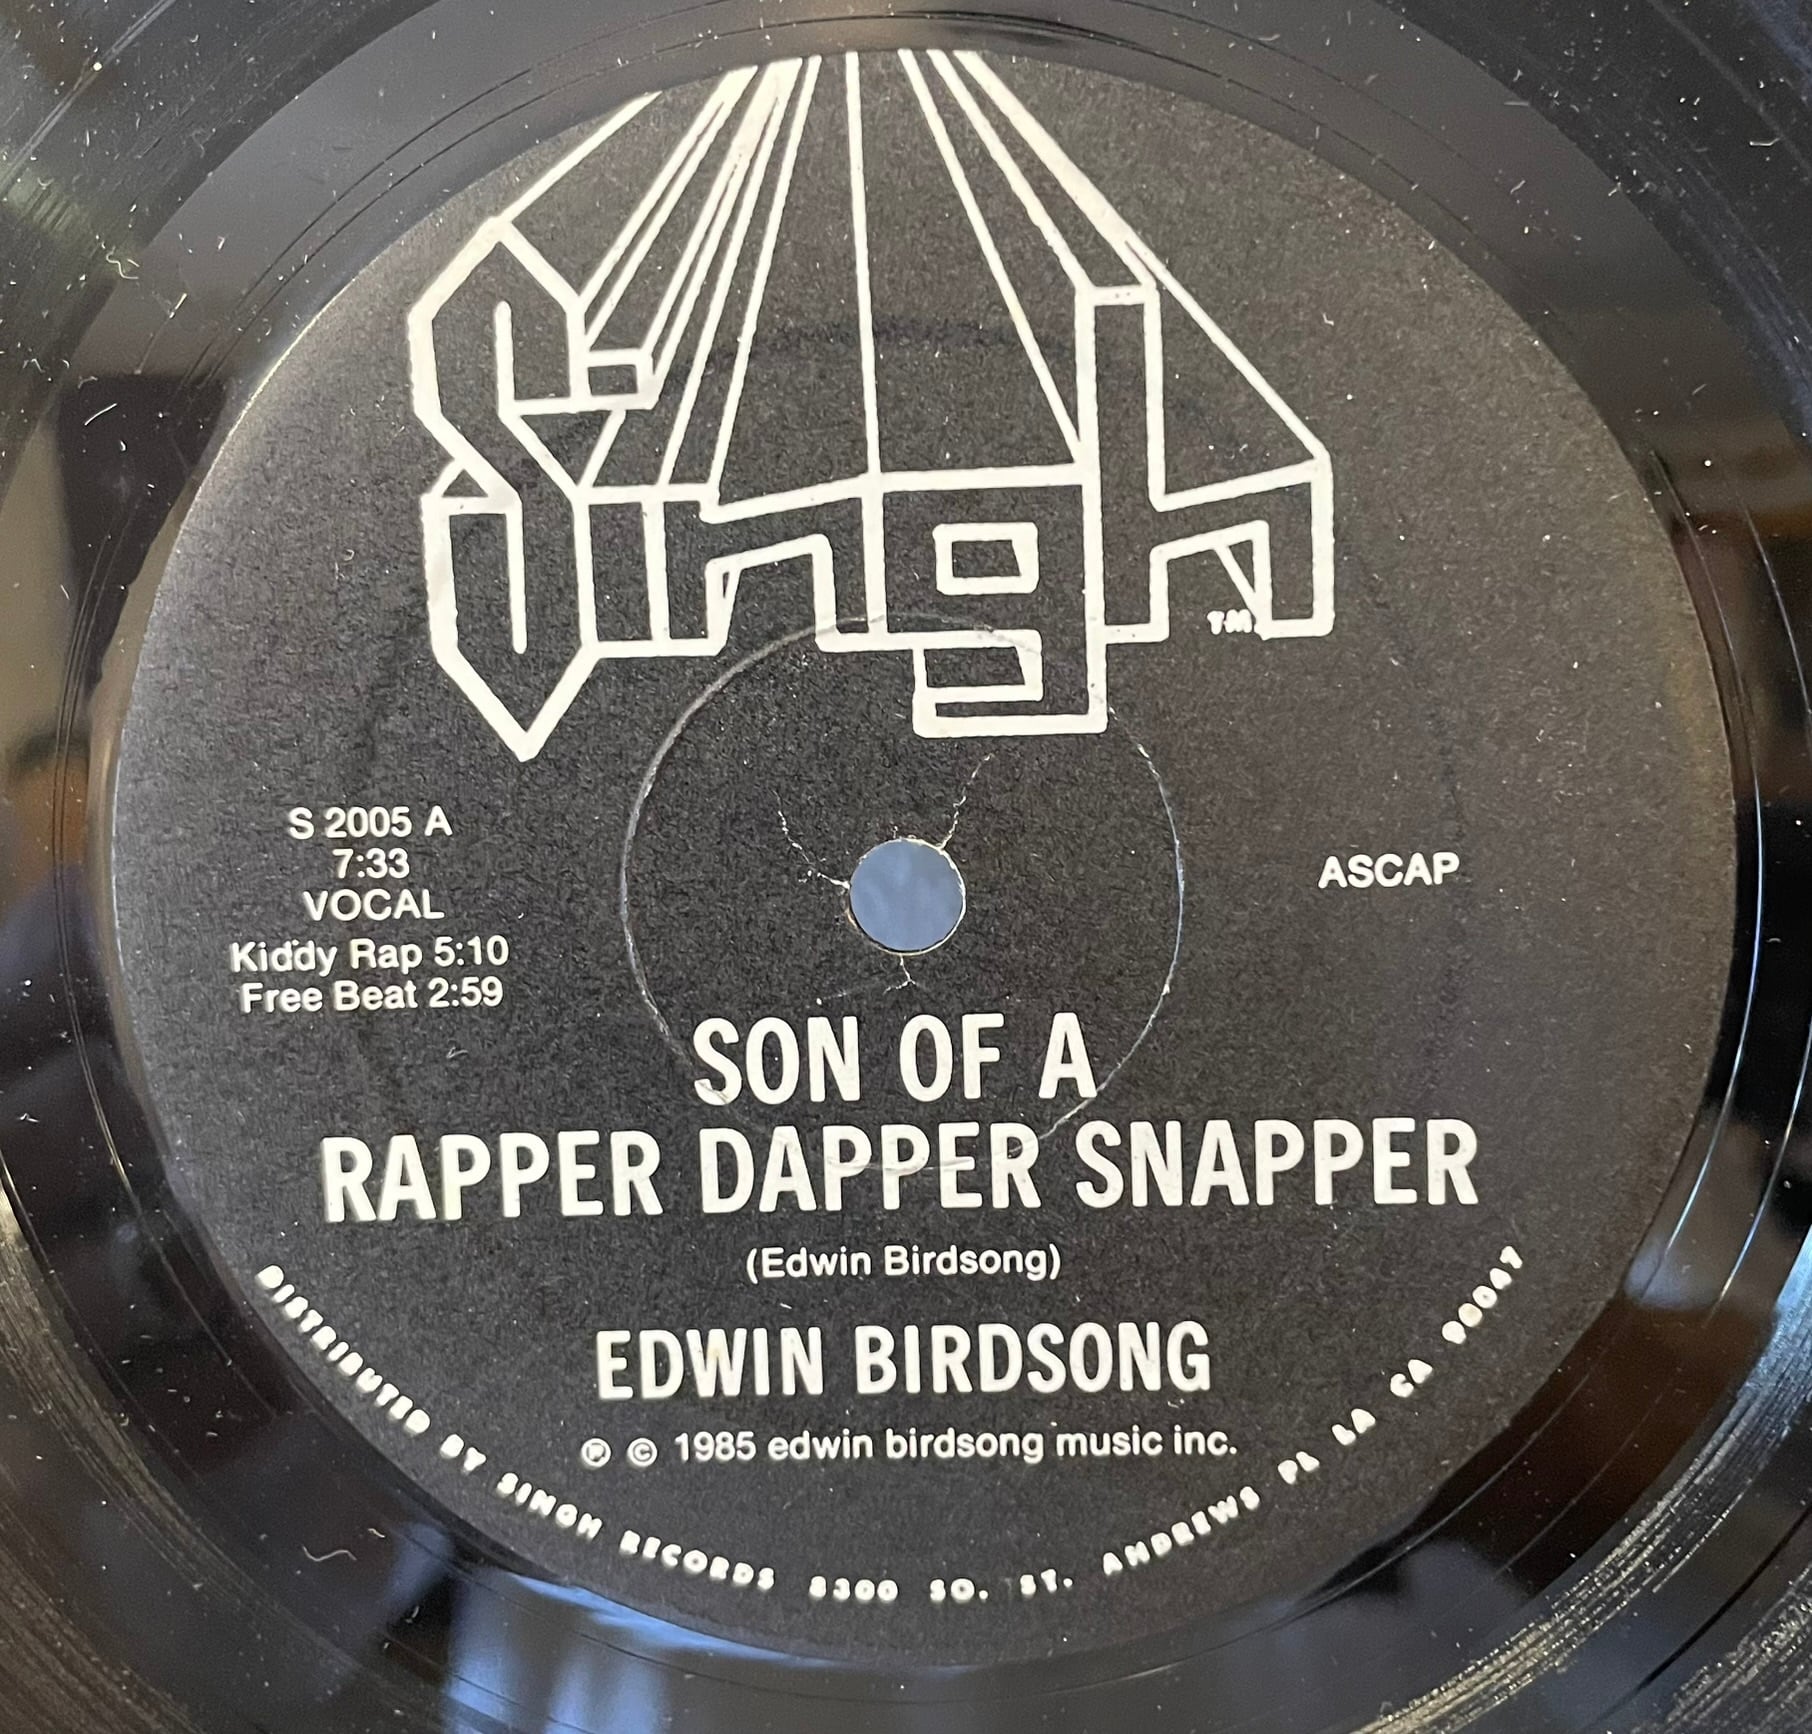 Singh
TM
S 2005 A
7:33
VOCAL
Kiddy Rap 5:10
Free Beat 2:59
ASCAP
SON OF A
RAPPER DAPPER SNAPPER
(Edwin Birdsong)
EDWIN BIRDSONG
℗ © 1985 edwin birdsong music inc.
DISTRIBUTED BY SINGH RECORDS 8300 SO. ST. ANDREWS PL LA CA 90047